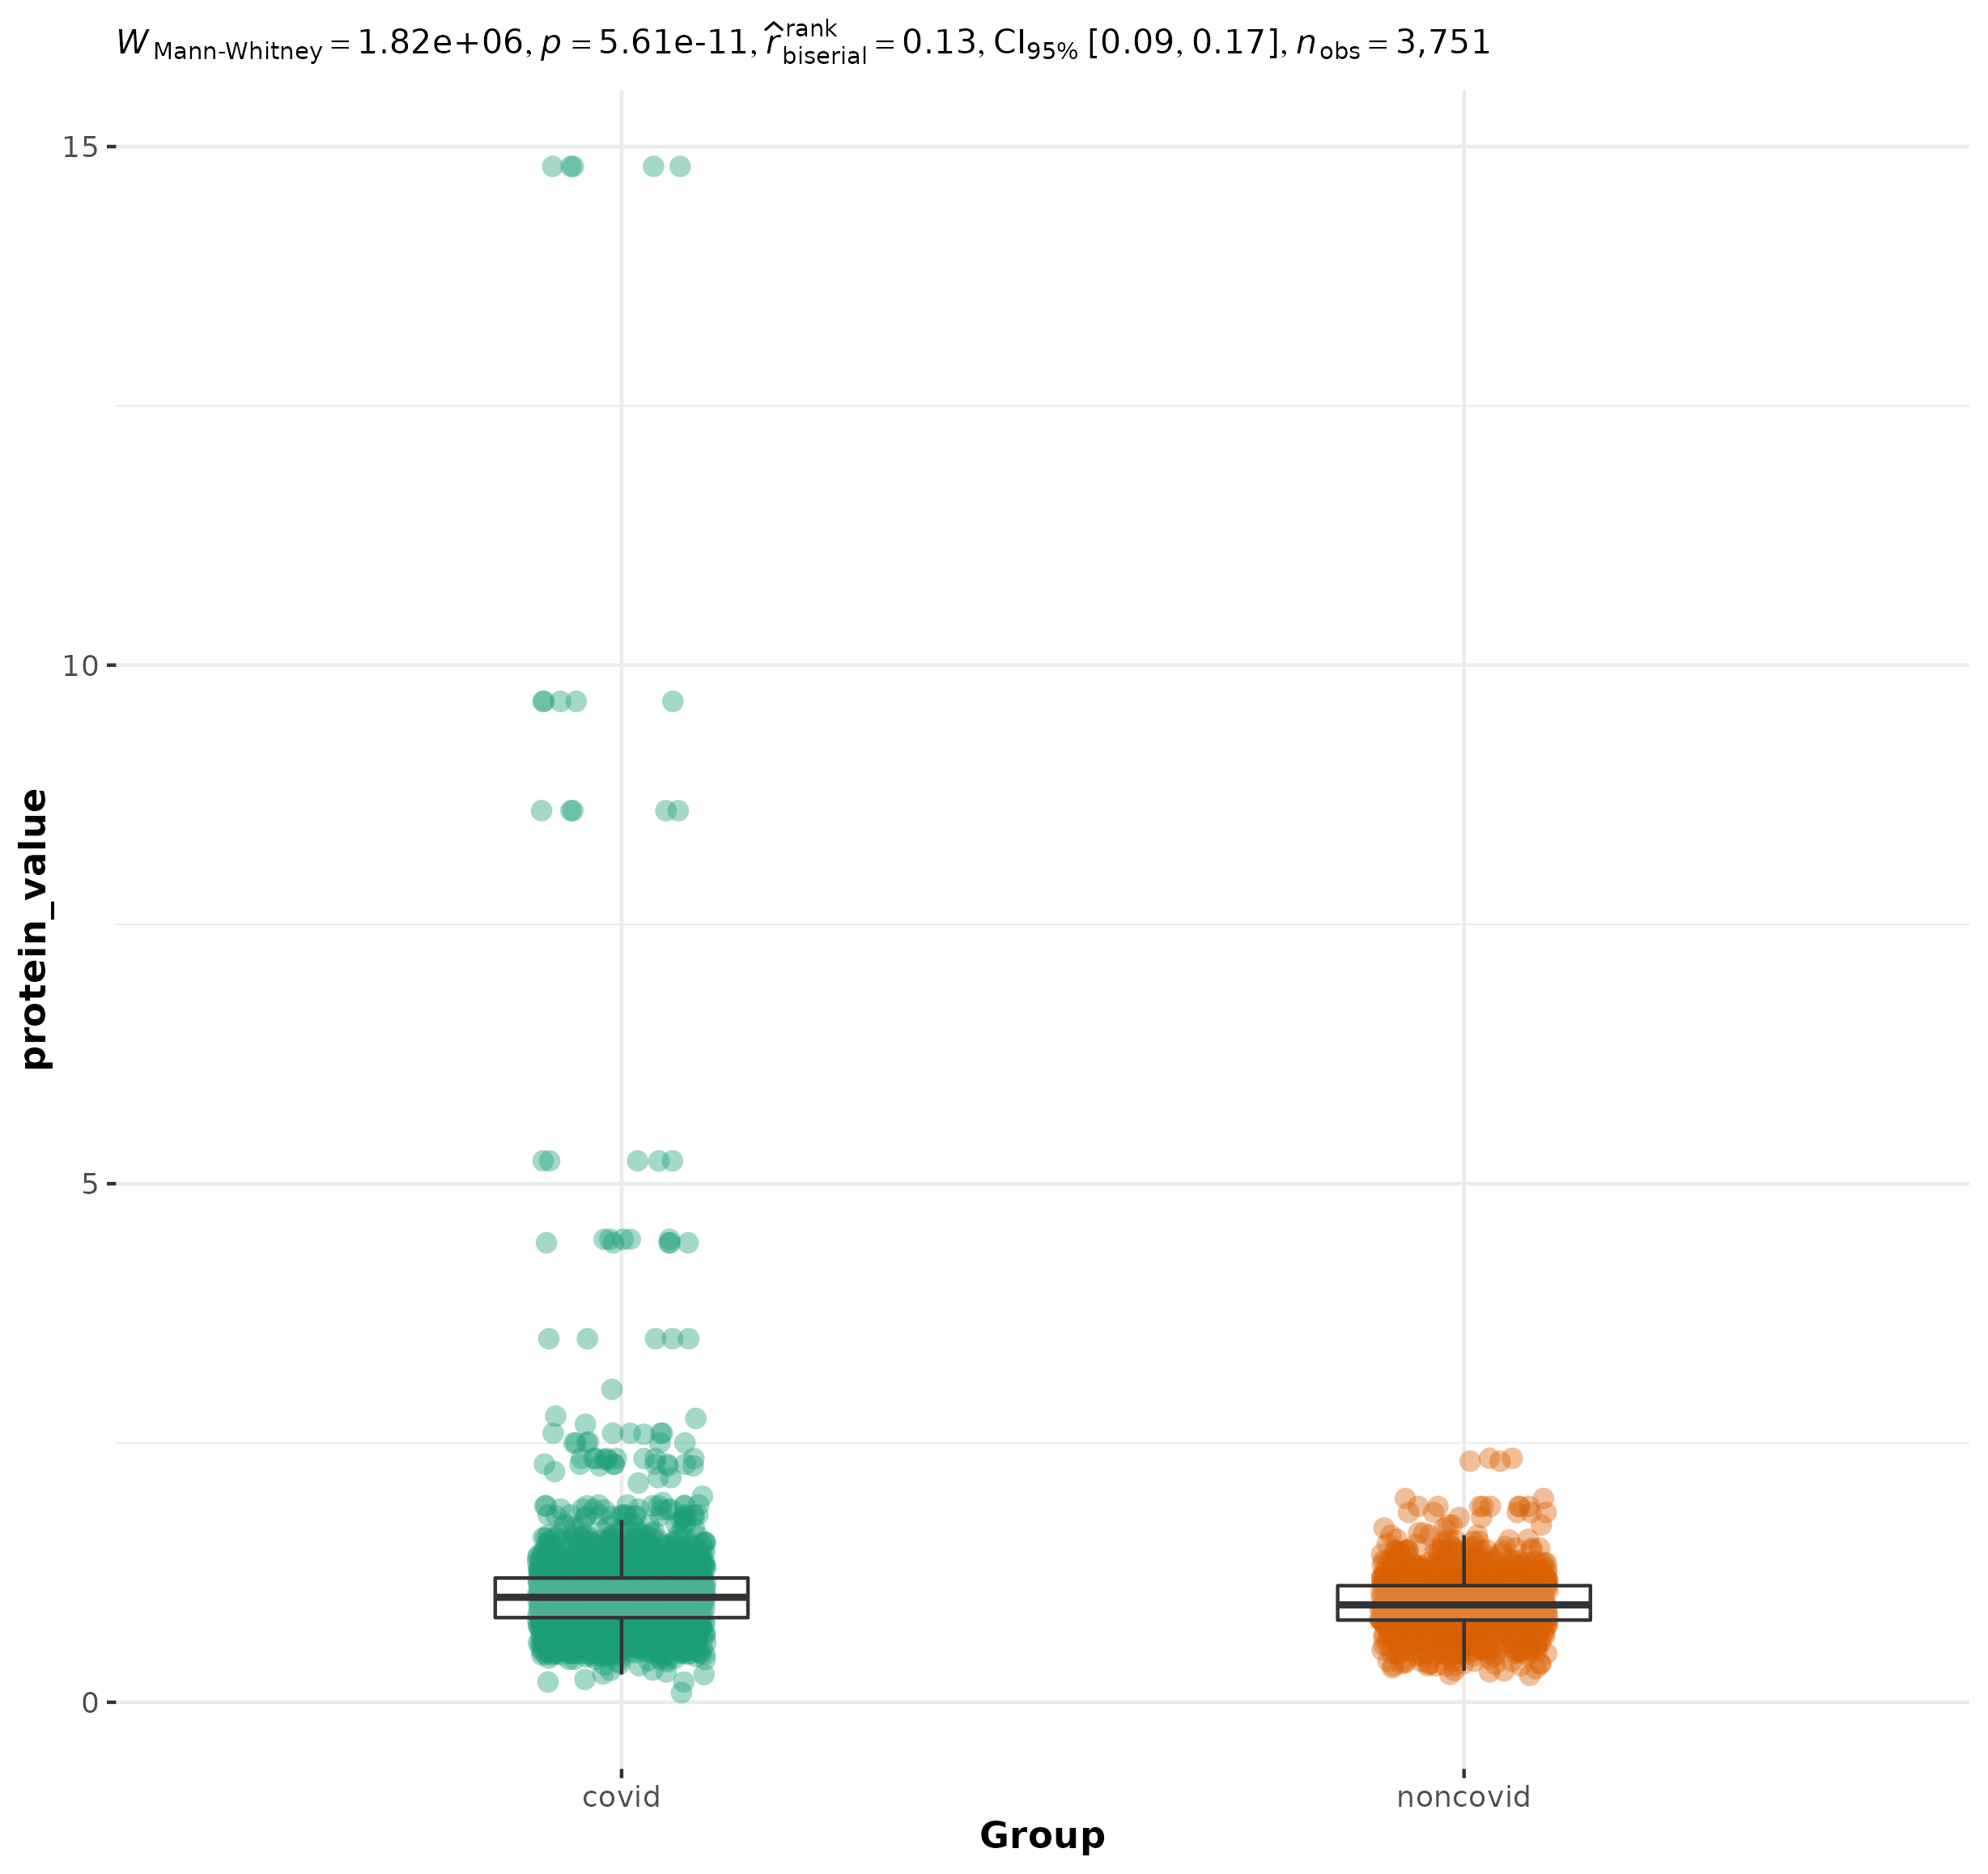 W Mann-Whitney = 1.82e+06, p = 5.61e-11, r̂ rank biserial = 0.13, CI95% [0.09, 0.17], nobs = 3,751
15
10
5
0
protein_value
covid noncovid
Group